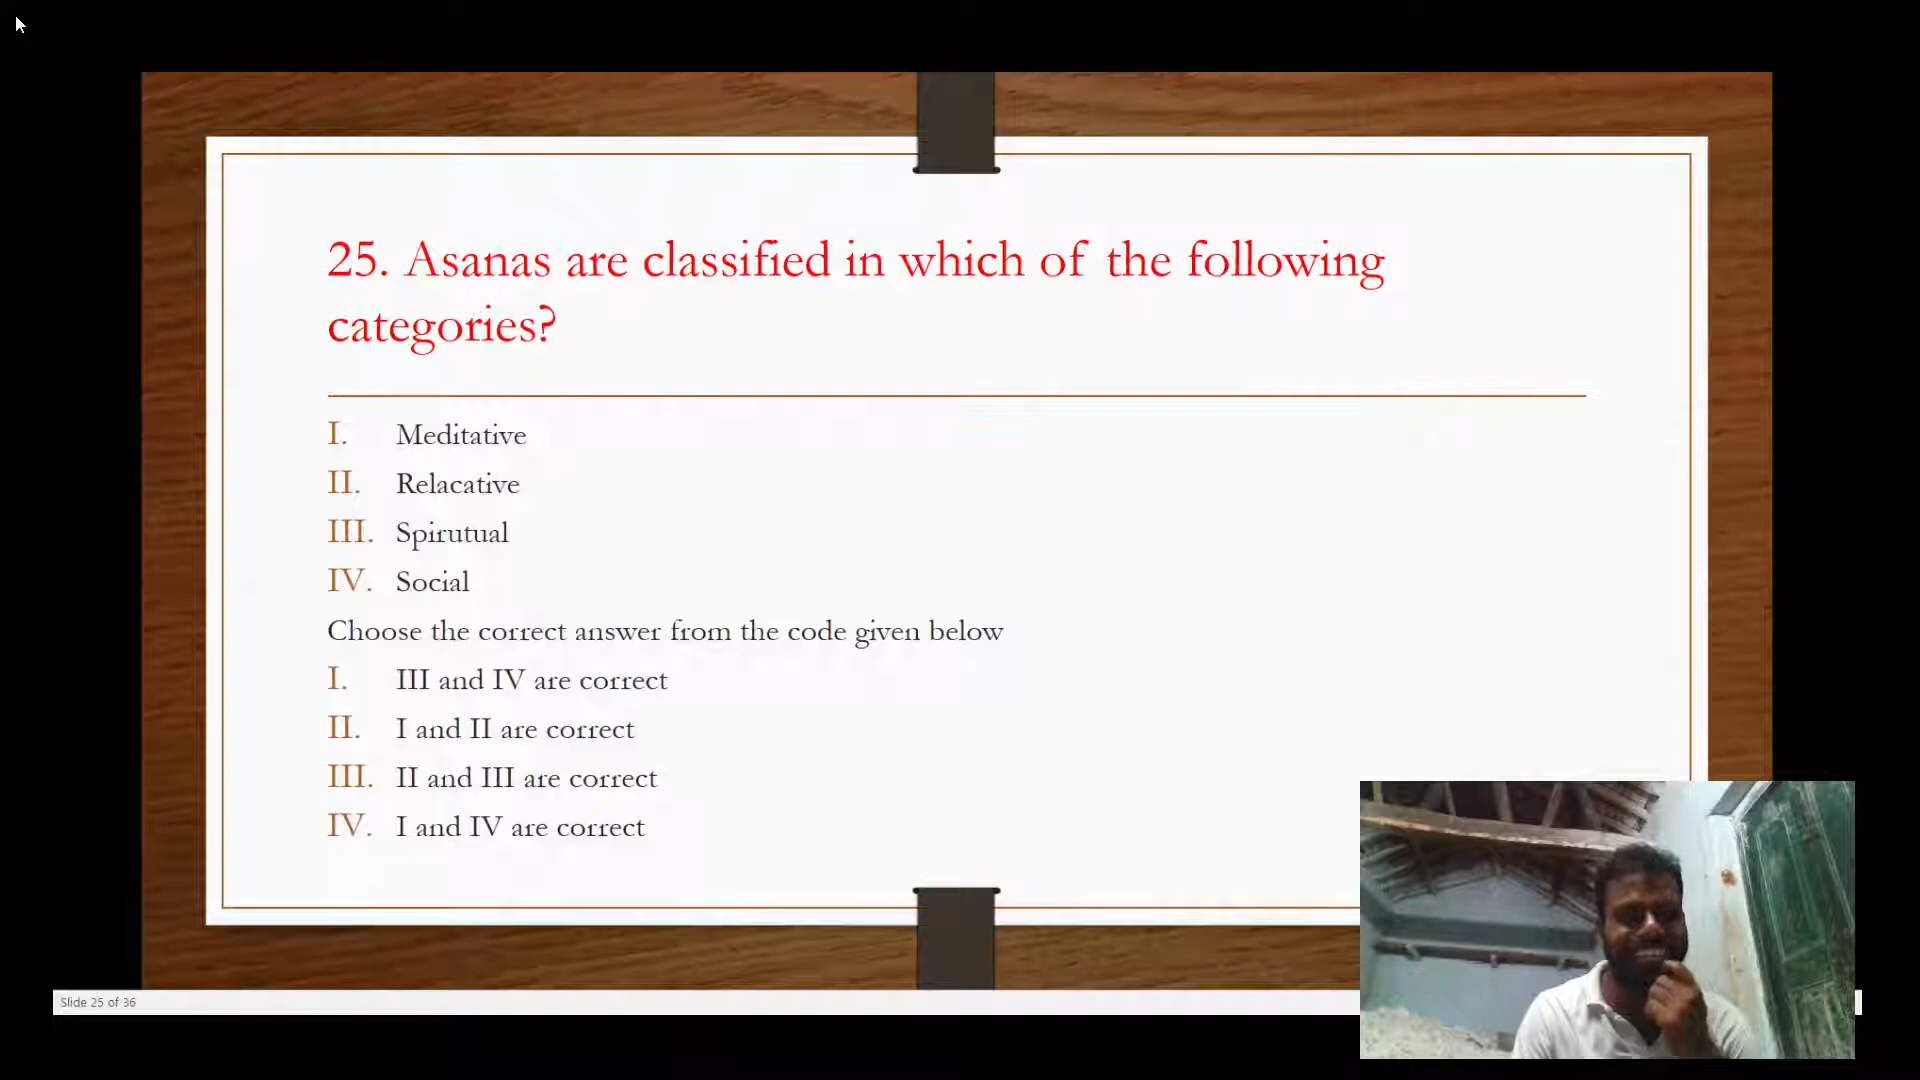 25. Asanas are classified in which of the following
categories?
I. Meditative
II. Relacative
III. Spirutual
IV. Social
Choose the correct answer from the code given below
I. III and IV are correct
II. I and II are correct
III. II and III are correct
IV. I and IV are correct
Slide 25 of 36